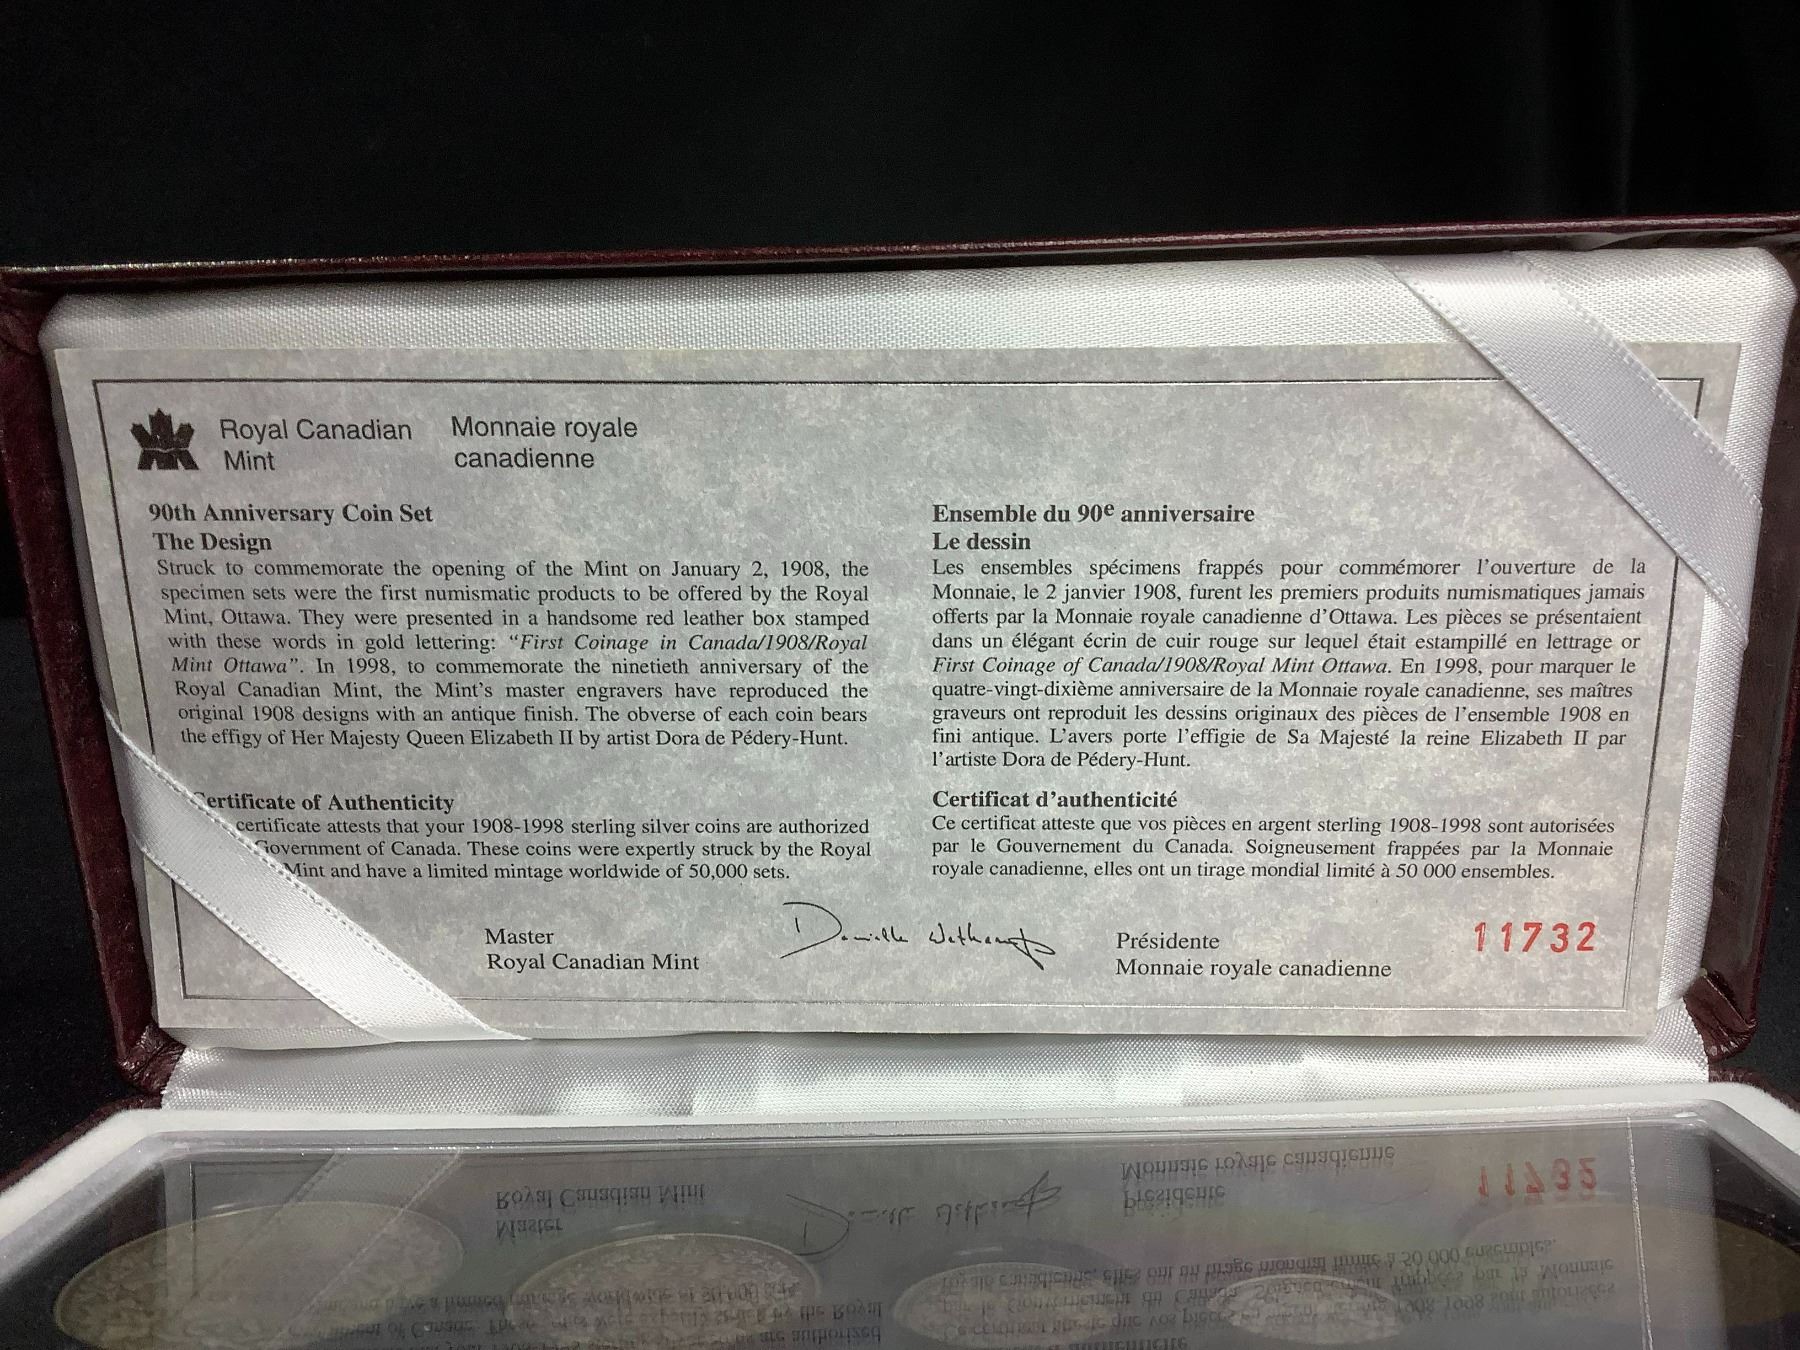 Royal Canadian
Mint
Monnaie royale
canadienne
90th Anniversary Coin Set
The Design
Struck to commemorate the opening of the Mint on January 2, 1908, the
specimen sets were the first numismatic products to be offered by the Royal
Mint, Ottawa. They were presented in a handsome red leather box stamped
with these words in gold lettering: “First Coinage in Canada/1908/Royal
Mint Ottawa”. In 1998, to commemorate the ninetieth anniversary of the
Royal Canadian Mint, the Mint’s master engravers have reproduced the
original 1908 designs with an antique finish. The obverse of each coin bears
the effigy of Her Majesty Queen Elizabeth II by artist Dora de Pédery-Hunt.
Certificate of Authenticity
certificate attests that your 1908-1998 sterling silver coins are authorized
Government of Canada. These coins were expertly struck by the Royal
Mint and have a limited mintage worldwide of 50,000 sets.
Ensemble du 90e anniversaire
Le dessin
Les ensembles spécimens frappés pour commémorer l’ouverture de la
Monnaie, le 2 janvier 1908, furent les premiers produits numismatiques jamais
offerts par la Monnaie royale canadienne d’Ottawa. Les pièces se présentaient
dans un élégant écrin de cuir rouge sur lequel était estampillé en lettrage or
First Coinage of Canada/1908/Royal Mint Ottawa. En 1998, pour marquer le
quatre-vingt-dixième anniversaire de la Monnaie royale canadienne, ses maîtres
graveurs ont reproduit les dessins originaux des pièces de l’ensemble 1908 en
fini antique. L’avers porte l’effigie de Sa Majesté la reine Elizabeth II par
l’artiste Dora de Pédery-Hunt.
Certificat d’authenticité
Ce certificat atteste que vos pièces en argent sterling 1908-1998 sont autorisées
par le Gouvernement du Canada. Soigneusement frappées par la Monnaie
royale canadienne, elles ont un tirage mondial limité à 50 000 ensembles.
Master
Royal Canadian Mint
Danielle
Présidente
Monnaie royale canadienne
11732